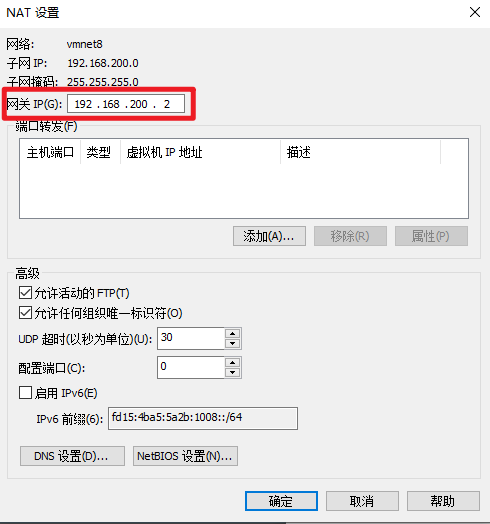 NAT 设置
网络: vmnet8
子网 IP: 192.168.200.0
子网掩码: 255.255.255.0
网关 IP(G): 192 . 168 . 200 . 2
端口转发(F)
主机端口 类型 虚拟机 IP 地址 描述
添加(A)... 移除(R) 属性(P)
高级
允许活动的 FTP(T)
允许任何组织唯一标识符(O)
UDP 超时(以秒为单位)(U): 30
配置端口(C): 0
启用 IPv6(E)
IPv6 前缀(6): fd15:4ba5:5a2b:1008::/64
DNS 设置(D)... NetBIOS 设置(N)...
确定 取消 帮助